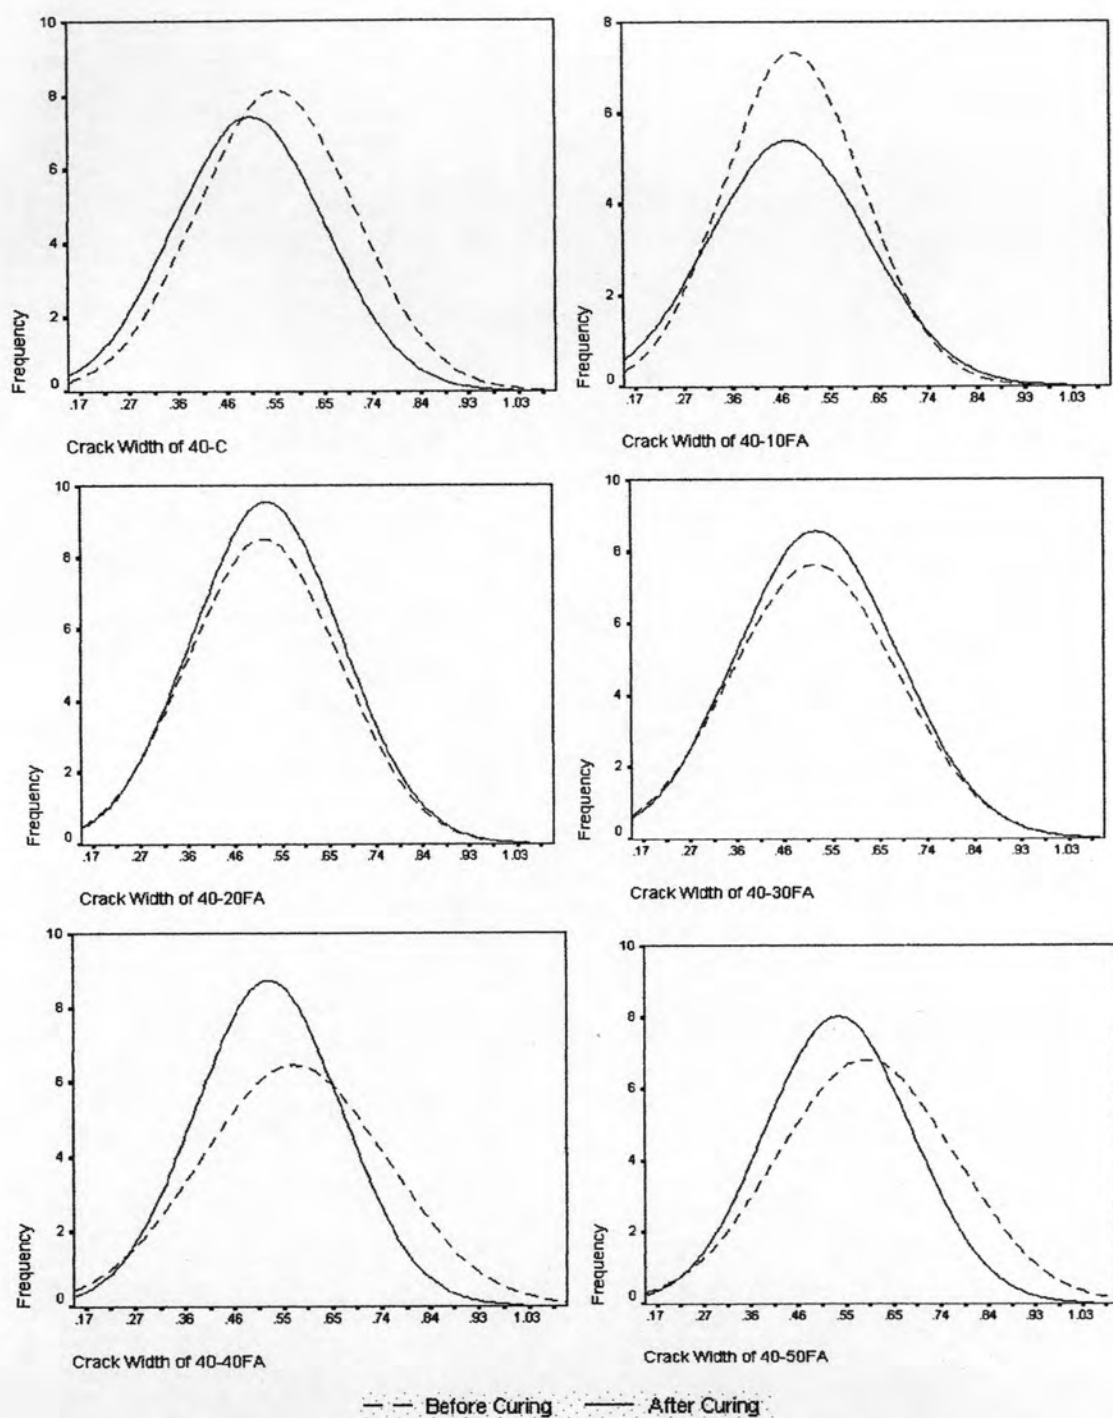 10
8
6
4
2
0
Frequency
.17 .27 .36 .46 .55 .65 .74 .84 .93 1.03
Crack Width of 40-C
8
6
4
2
0
Frequency
.17 .27 .36 .46 .55 .65 .74 .84 .93 1.03
Crack Width of 40-10FA
10
8
6
4
2
0
Frequency
.17 .27 .36 .46 .55 .65 .74 .84 .93 1.03
Crack Width of 40-20FA
10
8
6
4
2
0
Frequency
.17 .27 .36 .46 .55 .65 .74 .84 .93 1.03
Crack Width of 40-30FA
10
8
6
4
2
0
Frequency
.17 .27 .36 .46 .55 .65 .74 .84 .93 1.03
Crack Width of 40-40FA
10
8
6
4
2
0
Frequency
.17 .27 .36 .46 .55 .65 .74 .84 .93 1.03
Crack Width of 40-50FA
Before Curing After Curing